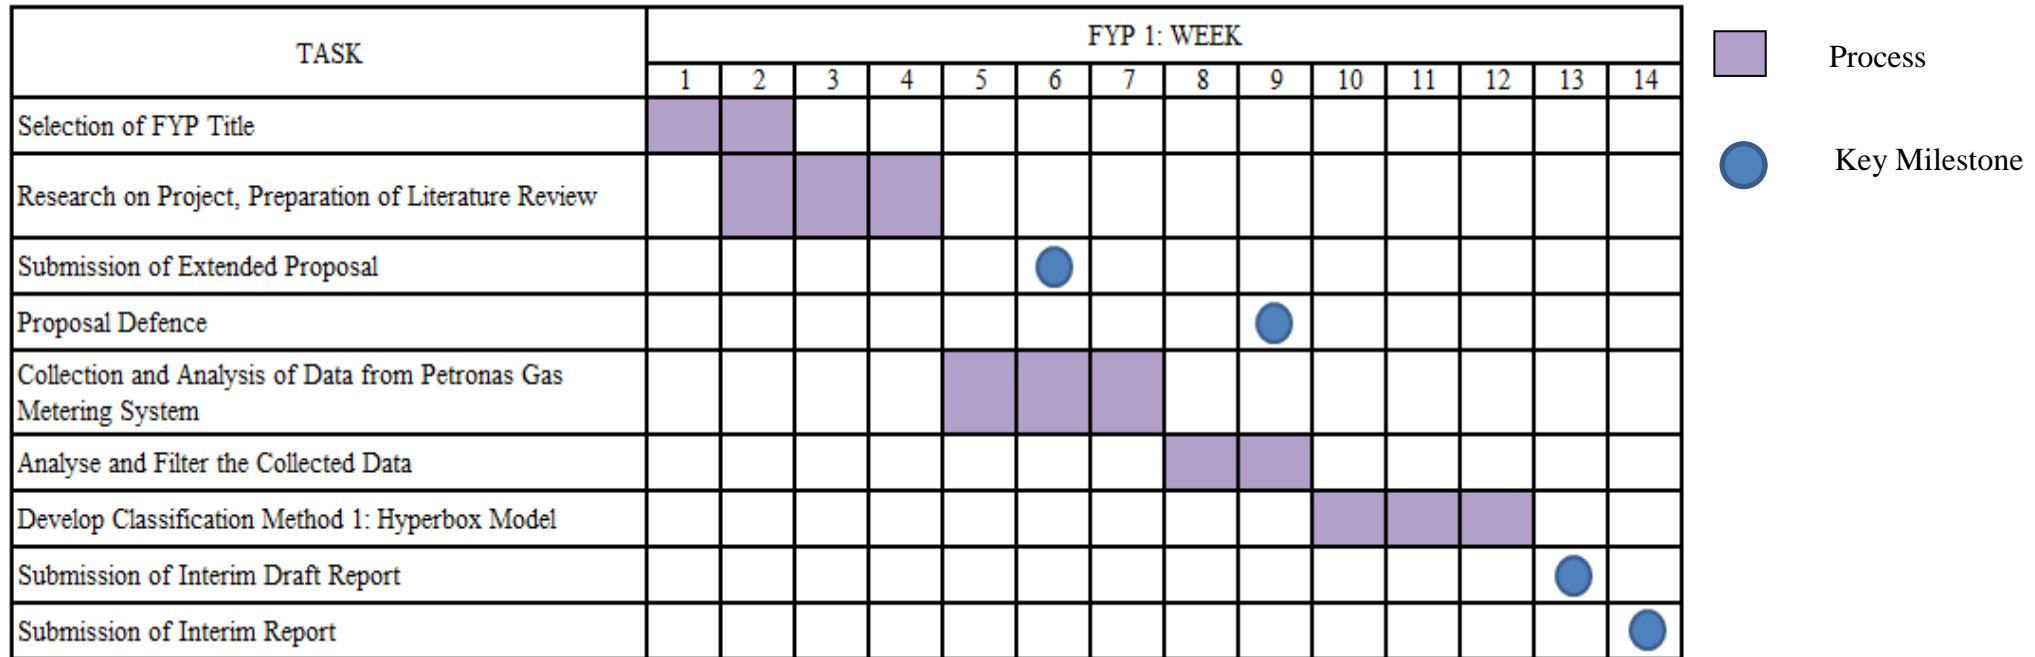 TASK
FYP 1: WEEK
1 2 3 4 5 6 7 8 9 10 11 12 13 14
Selection of FYP Title
Research on Project, Preparation of Literature Review
Submission of Extended Proposal
Proposal Defence
Collection and Analysis of Data from Petronas Gas
Metering System
Analyse and Filter the Collected Data
Develop Classification Method 1: Hyperbox Model
Submission of Interim Draft Report
Submission of Interim Report
Process
Key Milestone